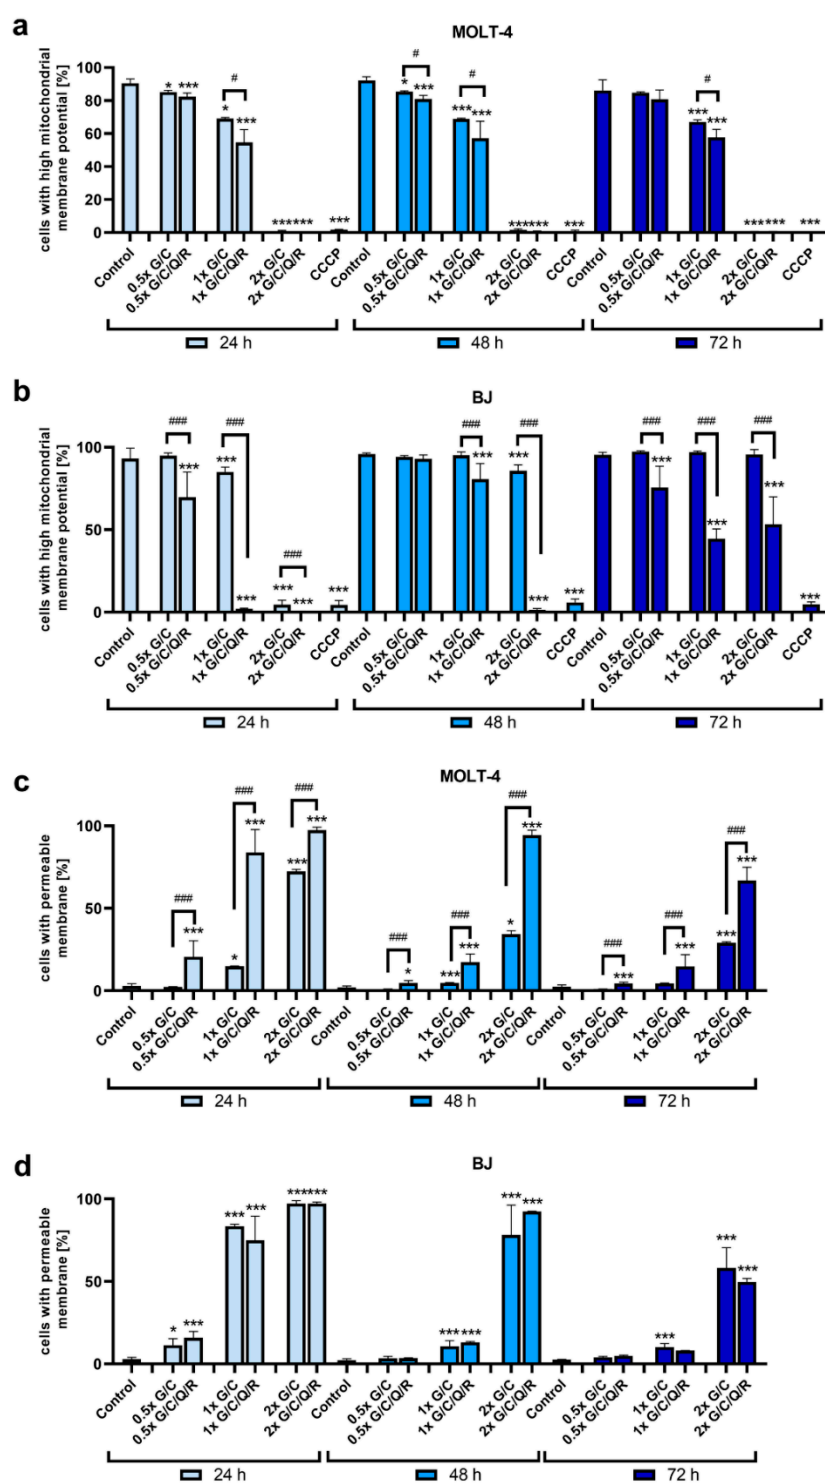 a
MOLT-4
cells with high mitochondrial
membrane potential [%]
100
80
60
40
20
0
* *** # * *** # * *** *** *** *** *** *** # *** *** *** *** *** # *** *** *** *** ***
Control 0.5x G/C 0.5x G/C/Q/R 1x G/C 1x G/C/Q/R 2x G/C 2x G/C/Q/R CCCP Control 0.5x G/C 0.5x G/C/Q/R 1x G/C 1x G/C/Q/R 2x G/C 2x G/C/Q/R CCCP Control 0.5x G/C 0.5x G/C/Q/R 1x G/C 1x G/C/Q/R 2x G/C 2x G/C/Q/R CCCP
24 h 48 h 72 h
b
BJ
cells with high mitochondrial
membrane potential [%]
100
50
0
### *** ### *** *** ### *** *** *** ### *** ### *** *** *** ### *** ### *** ### *** ***
Control 0.5x G/C 0.5x G/C/Q/R 1x G/C 1x G/C/Q/R 2x G/C 2x G/C/Q/R CCCP Control 0.5x G/C 0.5x G/C/Q/R 1x G/C 1x G/C/Q/R 2x G/C 2x G/C/Q/R CCCP Control 0.5x G/C 0.5x G/C/Q/R 1x G/C 1x G/C/Q/R 2x G/C 2x G/C/Q/R CCCP
24 h 48 h 72 h
c
MOLT-4
cells with permeable
membrane [%]
100
50
0
### *** ### * *** ### *** *** ### * ### *** *** ### * *** ### *** ### *** ### *** ***
Control 0.5x G/C 0.5x G/C/Q/R 1x G/C 1x G/C/Q/R 2x G/C 2x G/C/Q/R Control 0.5x G/C 0.5x G/C/Q/R 1x G/C 1x G/C/Q/R 2x G/C 2x G/C/Q/R Control 0.5x G/C 0.5x G/C/Q/R 1x G/C 1x G/C/Q/R 2x G/C 2x G/C/Q/R
24 h 48 h 72 h
d
BJ
cells with permeable
membrane [%]
100
50
0
* *** *** *** *** *** *** *** *** *** *** *** ***
Control 0.5x G/C 0.5x G/C/Q/R 1x G/C 1x G/C/Q/R 2x G/C 2x G/C/Q/R Control 0.5x G/C 0.5x G/C/Q/R 1x G/C 1x G/C/Q/R 2x G/C 2x G/C/Q/R Control 0.5x G/C 0.5x G/C/Q/R 1x G/C 1x G/C/Q/R 2x G/C 2x G/C/Q/R
24 h 48 h 72 h